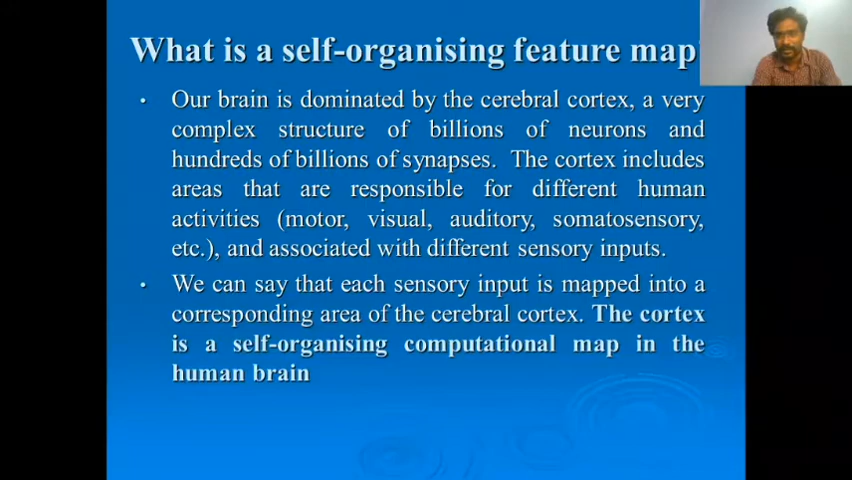 What is a self-organising feature map
• Our brain is dominated by the cerebral cortex, a very
complex structure of billions of neurons and
hundreds of billions of synapses. The cortex includes
areas that are responsible for different human
activities (motor, visual, auditory, somatosensory,
etc.), and associated with different sensory inputs.
• We can say that each sensory input is mapped into a
corresponding area of the cerebral cortex. The cortex
is a self-organising computational map in the
human brain